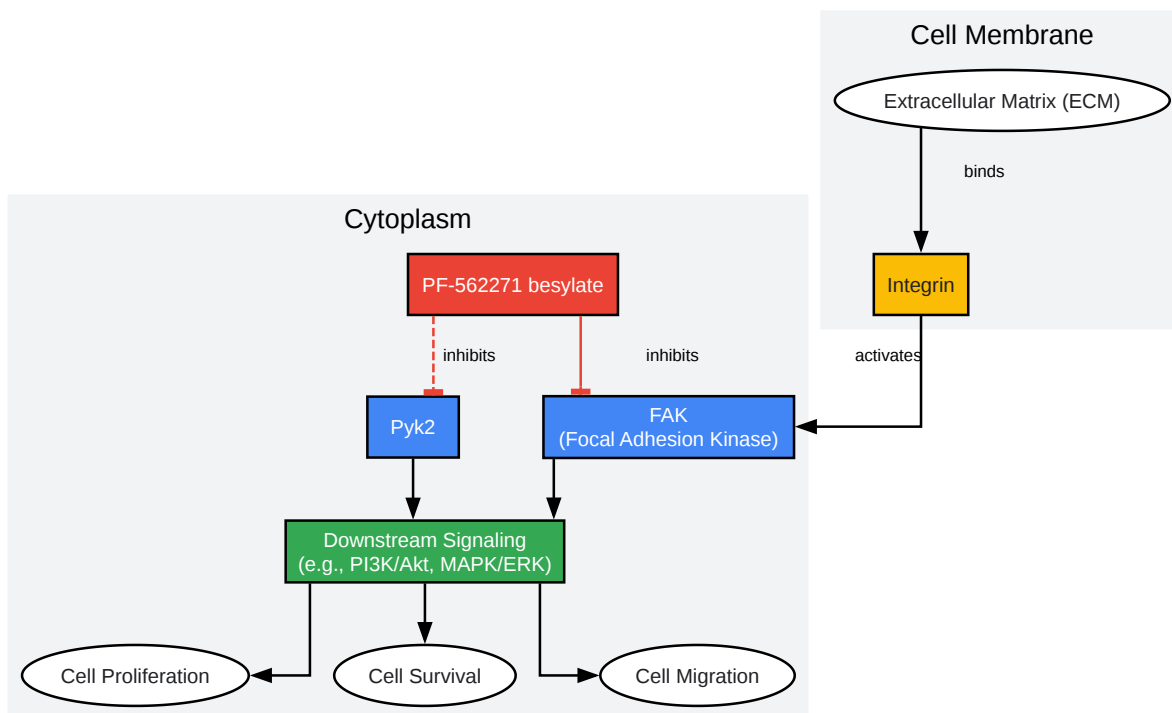 Cell Membrane
Extracellular Matrix (ECM)
binds
Cytoplasm
PF-562271 besylate
Integrin
inhibits
inhibits
activates
Pyk2
FAK
(Focal Adhesion Kinase)
Downstream Signaling
(e.g., PI3K/Akt, MAPK/ERK)
Cell Proliferation
Cell Survival
Cell Migration